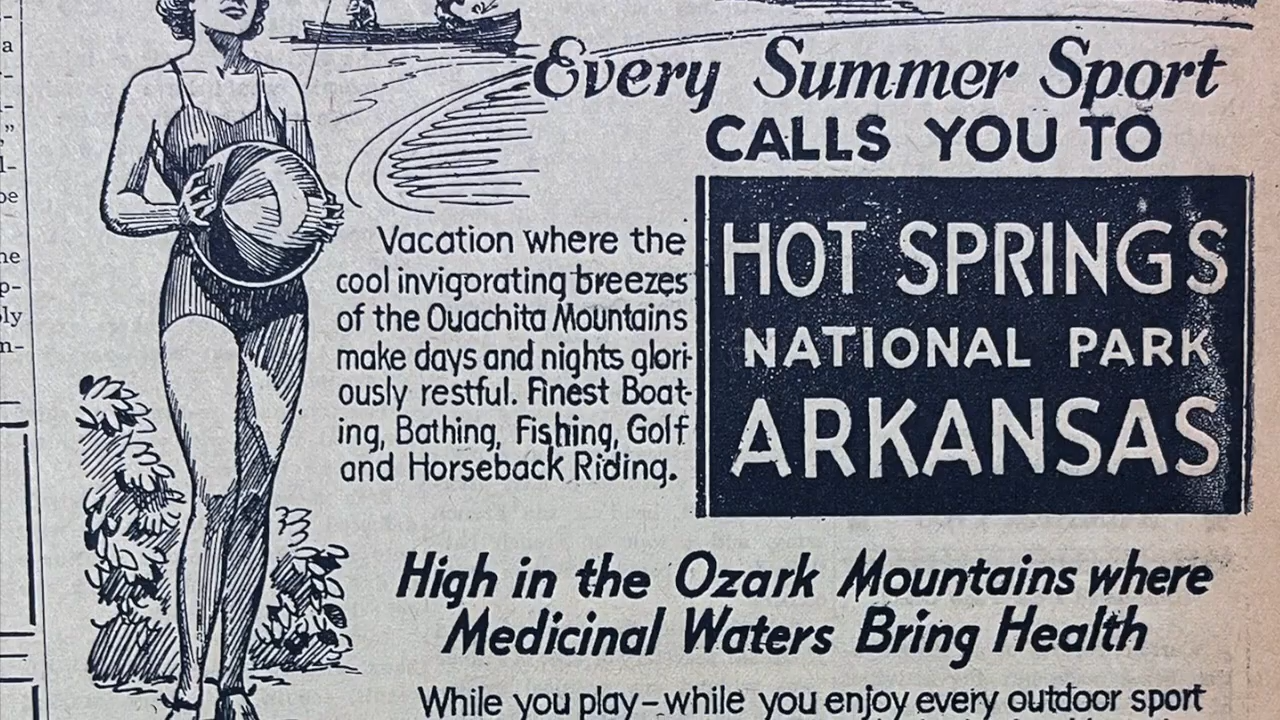 Every Summer Sport
CALLS YOU TO
HOT SPRINGS
NATIONAL PARK
ARKANSAS
Vacation where the
cool invigorating breezes
of the Ouachita Mountains
make days and nights glori-
ously restful. Finest Boat-
ing, Bathing, Fishing, Golf
and Horseback Riding.
High in the Ozark Mountains where
Medicinal Waters Bring Health
While you play-while you enjoy every outdoor sport